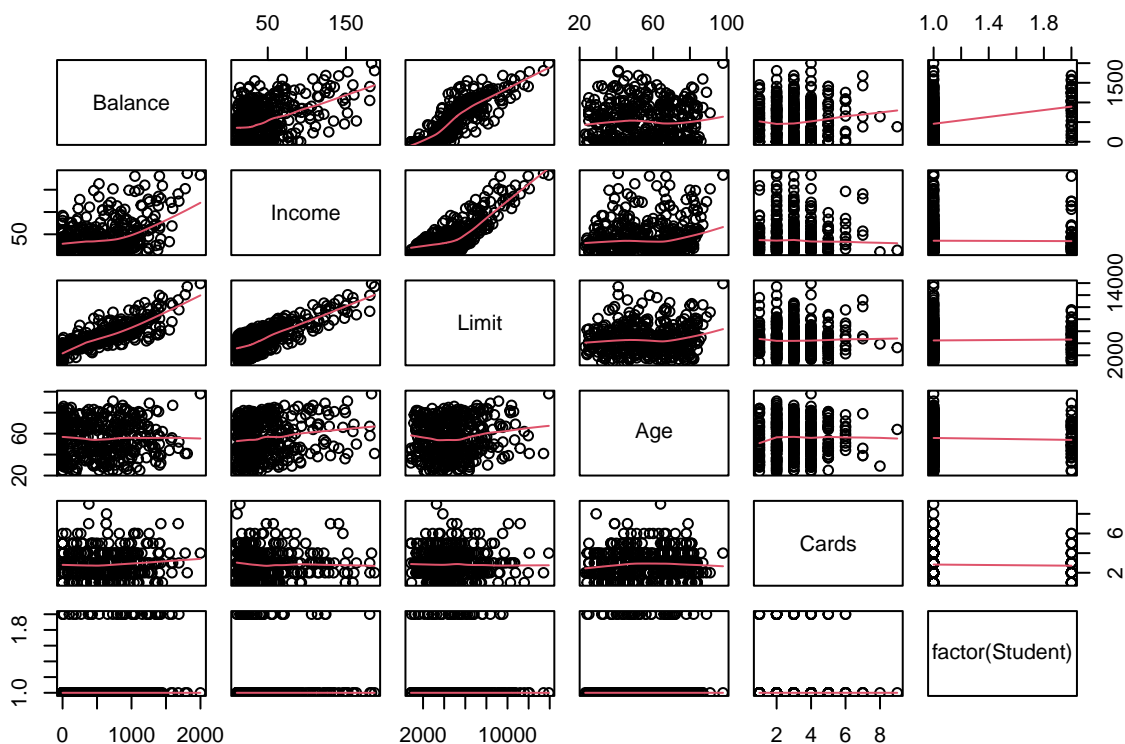 50 150 20 60 100 1.0 1.4 1.8
Balance 0 1500
50 Income
Limit 2000 14000
20 60 Age
Cards 2 6
1.0 1.8 factor(Student)
0 1000 2000 2000 10000 2 4 6 8